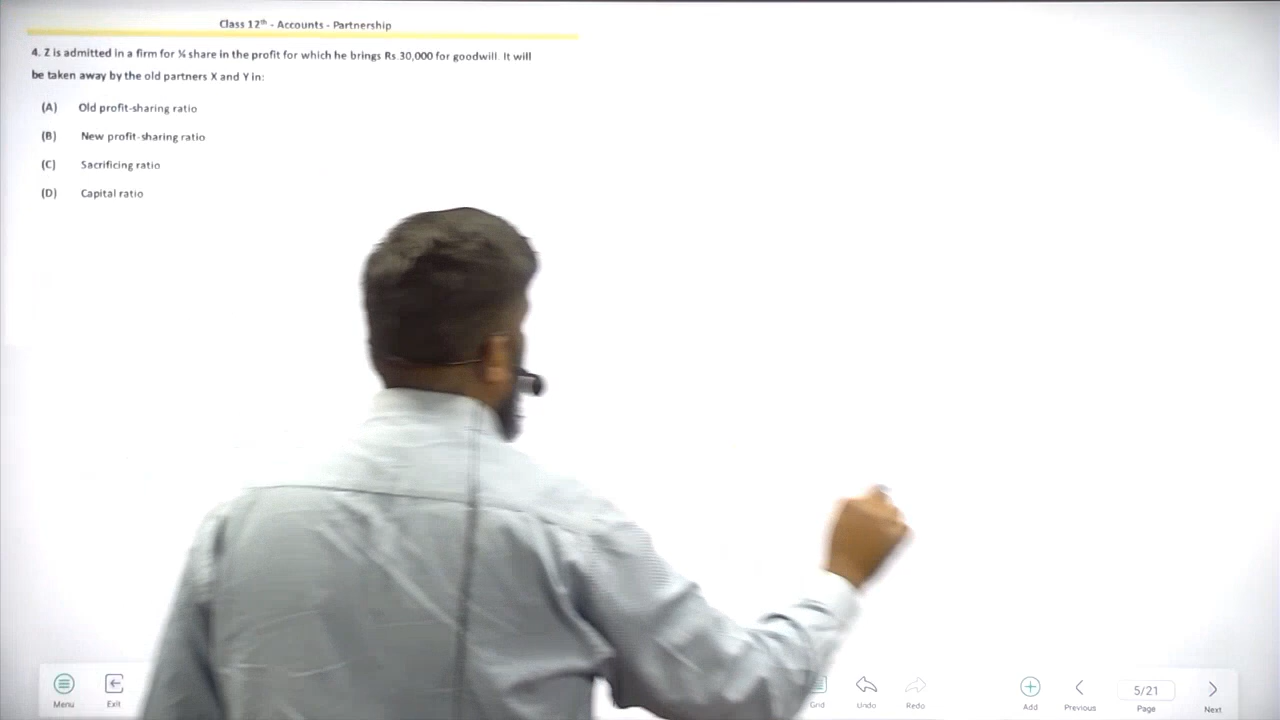 Class 12th - Accounts - Partnership
4. Z is admitted in a firm for ¼ share in the profit for which he brings Rs 30,000 for goodwill. It will
be taken away by the old partners X and Y in:
(A) Old profit-sharing ratio
(B) New profit-sharing ratio
(C) Sacrificing ratio
(D) Capital ratio
Menu Exit Grid Undo Redo Add Previous 5/21 Page Next